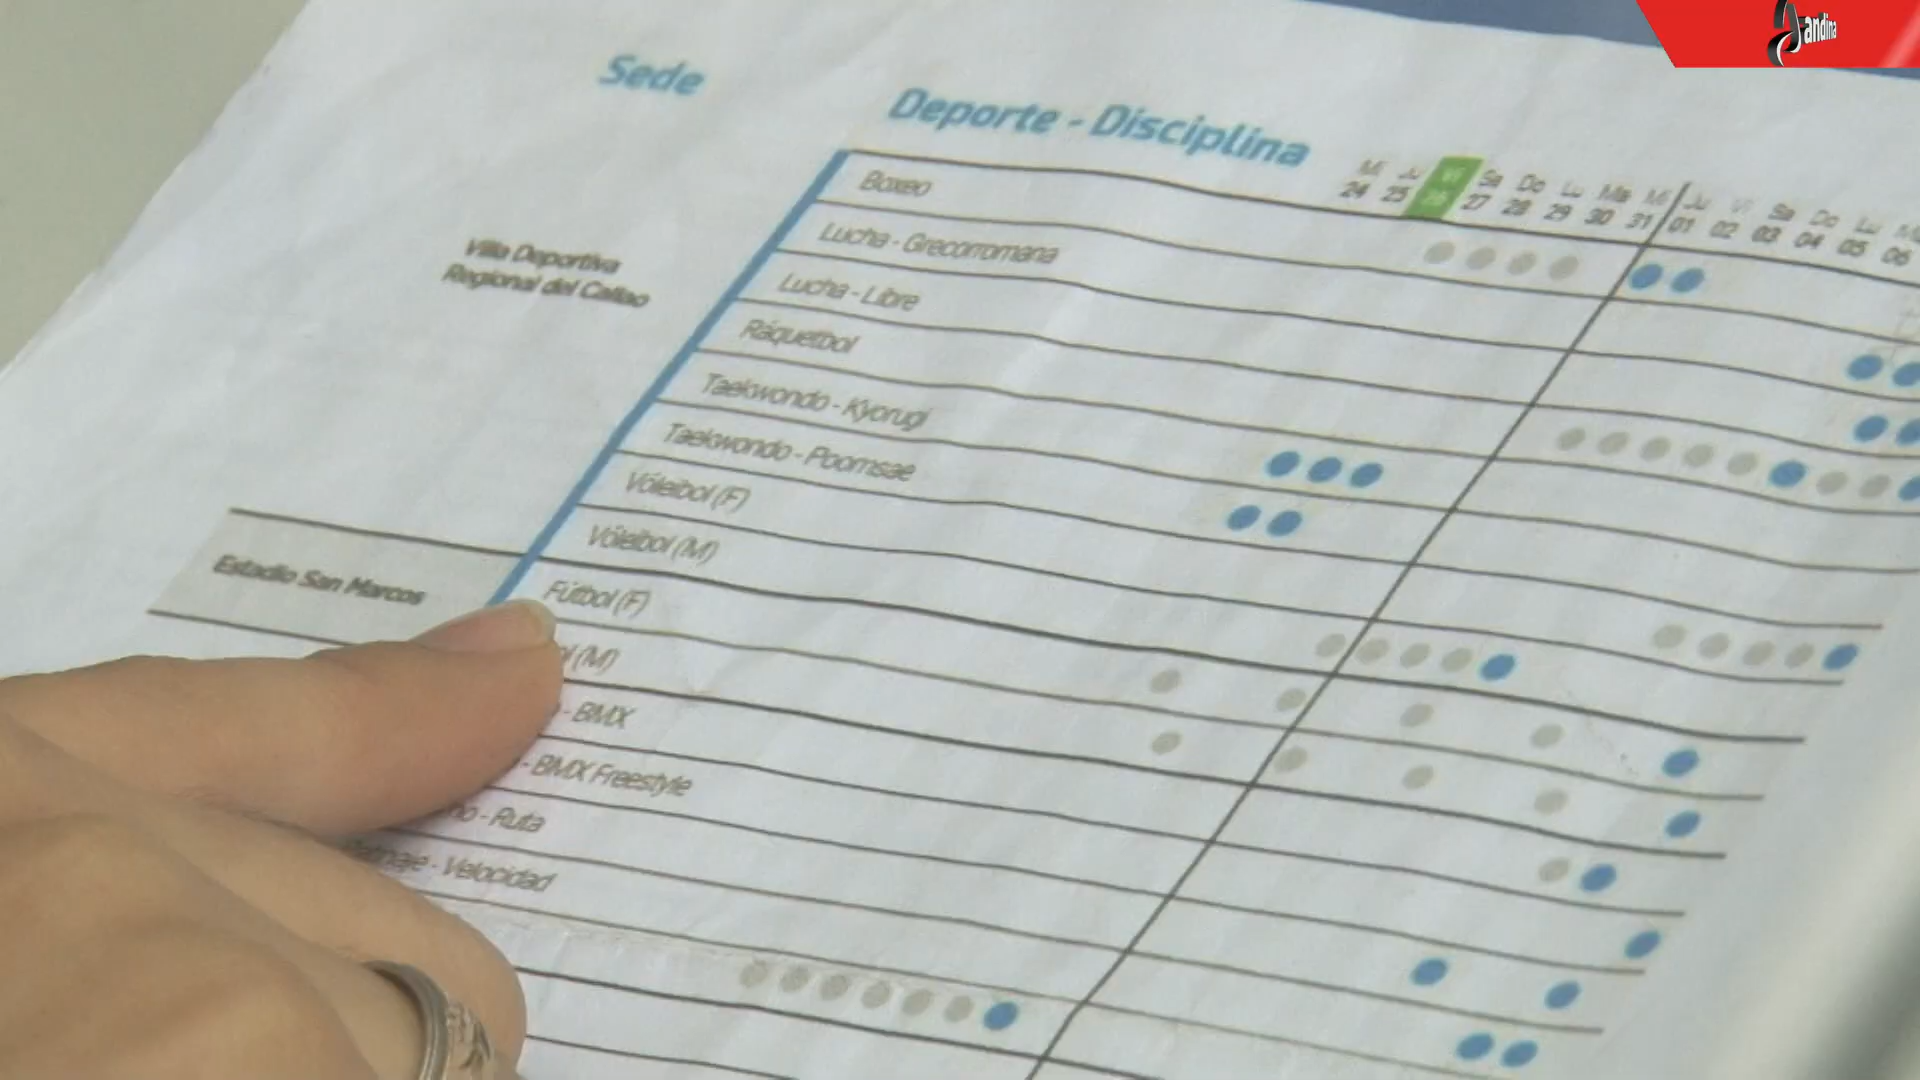 andina
Sede
Deporte - Disciplina
Mi Ju Vi Sa Do Lu Ma Mi Ju Vi Sa Do Lu
24 25 26 27 28 29 30 31 01 02 03 04 05 06
Villa Deportiva
Regional del Callao
Boxeo
Lucha - Grecorromana
Lucha - Libre
Ráquetbol
Taekwondo - Kyorugi
Taekwondo - Poomsae
Vóleibol (F)
Vóleibol (M)
Estadio San Marcos
Fútbol (F)
(M)
- BMX
- BMX Freestyle
- Ruta
- Velocidad